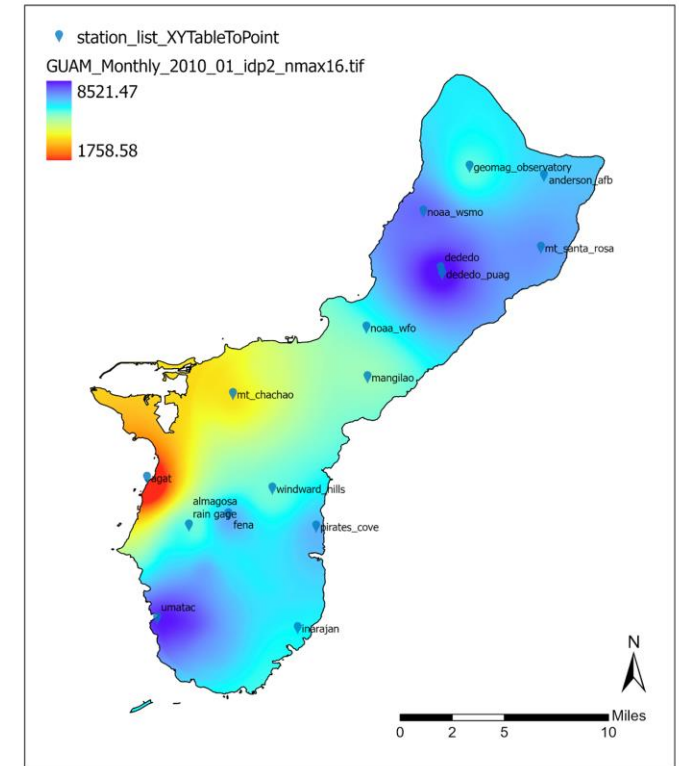 station_list_XYTableToPoint
GUAM_Monthly_2010_01_idp2_nmax16.tif
8521.47
1758.58
geomag_observatory
anderson_afb
noaa_wsmo
mt_santa_rosa
dededo
dededo_puag
noaa_wfo
mangilao
mt_chachao
agat
windward_hills
almagosa
rain gage
fena
pirates_cove
umatac
inarajan
N
Miles
0 2 5 10